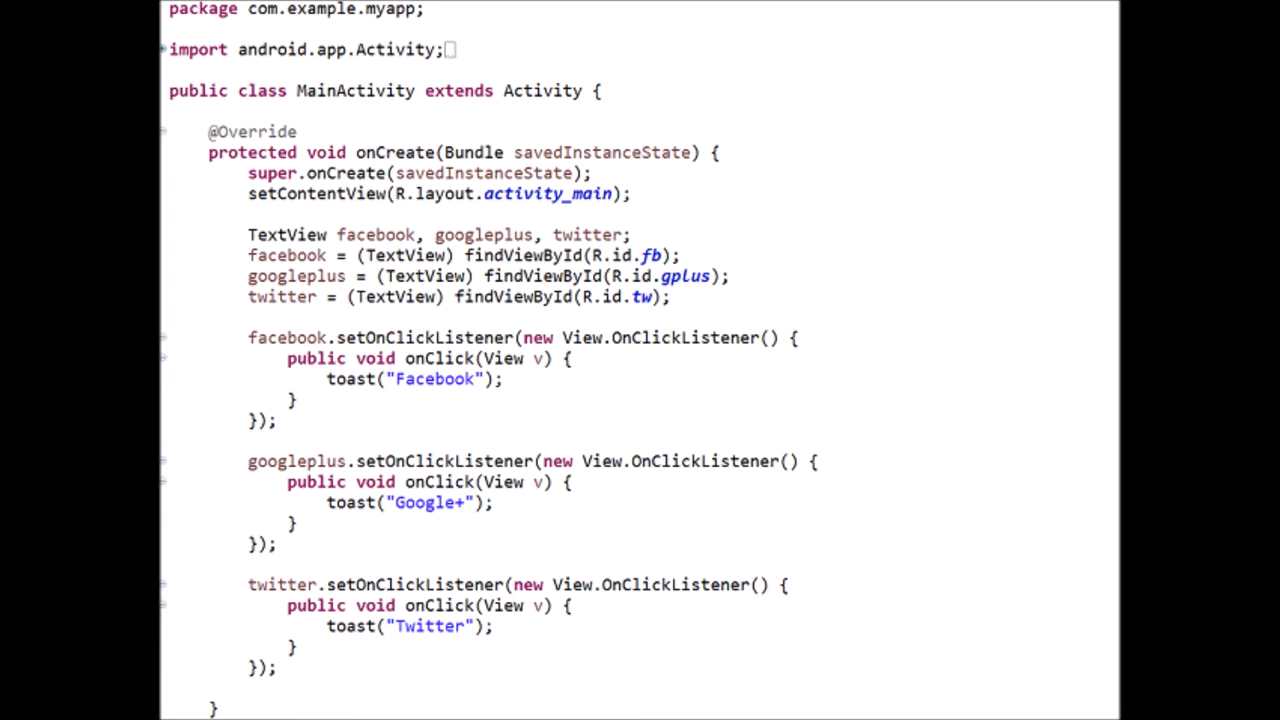 package com.example.myapp;
import android.app.Activity;
public class MainActivity extends Activity {
@Override
protected void onCreate(Bundle savedInstanceState) {
super.onCreate(savedInstanceState);
setContentView(R.layout.activity_main);
TextView facebook, googleplus, twitter;
facebook = (TextView) findViewById(R.id.fb);
googleplus = (TextView) findViewById(R.id.gplus);
twitter = (TextView) findViewById(R.id.tw);
facebook.setOnClickListener(new View.OnClickListener() {
public void onClick(View v) {
toast("Facebook");
}
});
googleplus.setOnClickListener(new View.OnClickListener() {
public void onClick(View v) {
toast("Google+");
}
});
twitter.setOnClickListener(new View.OnClickListener() {
public void onClick(View v) {
toast("Twitter");
}
});
}